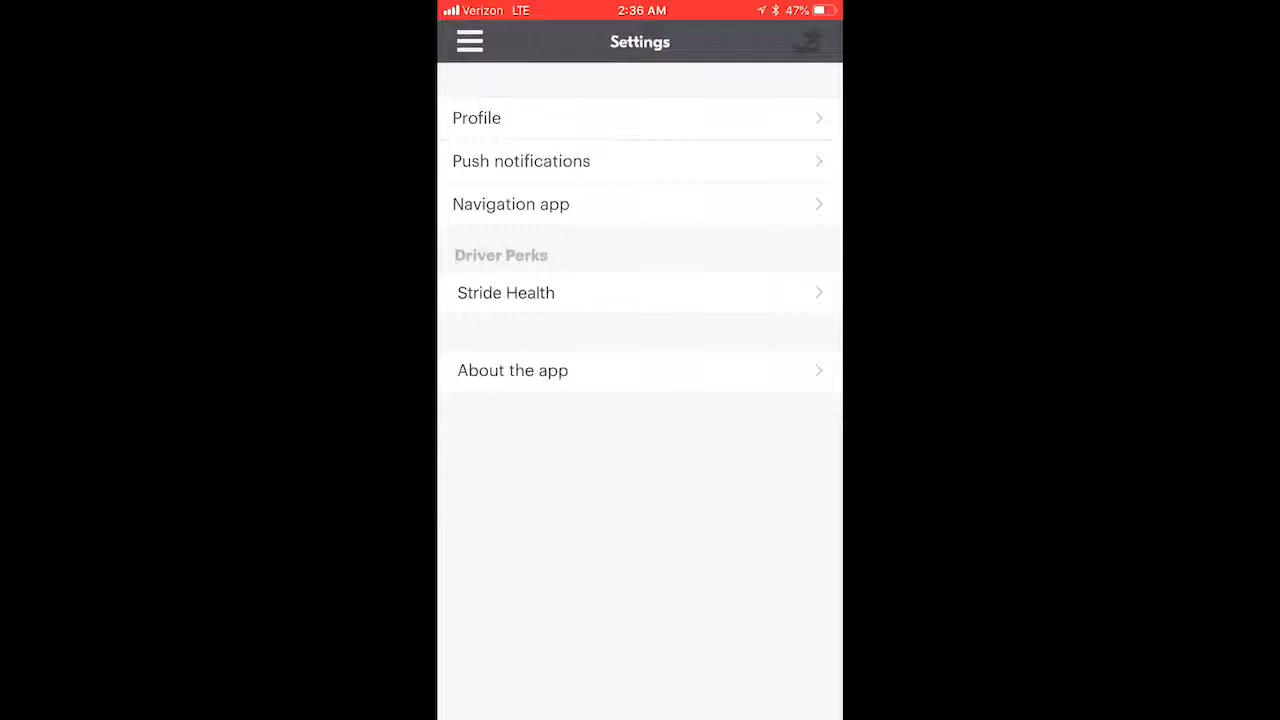 Verizon LTE 2:36 AM 47%
Settings
Profile
Push notifications
Navigation app
Driver Perks
Stride Health
About the app